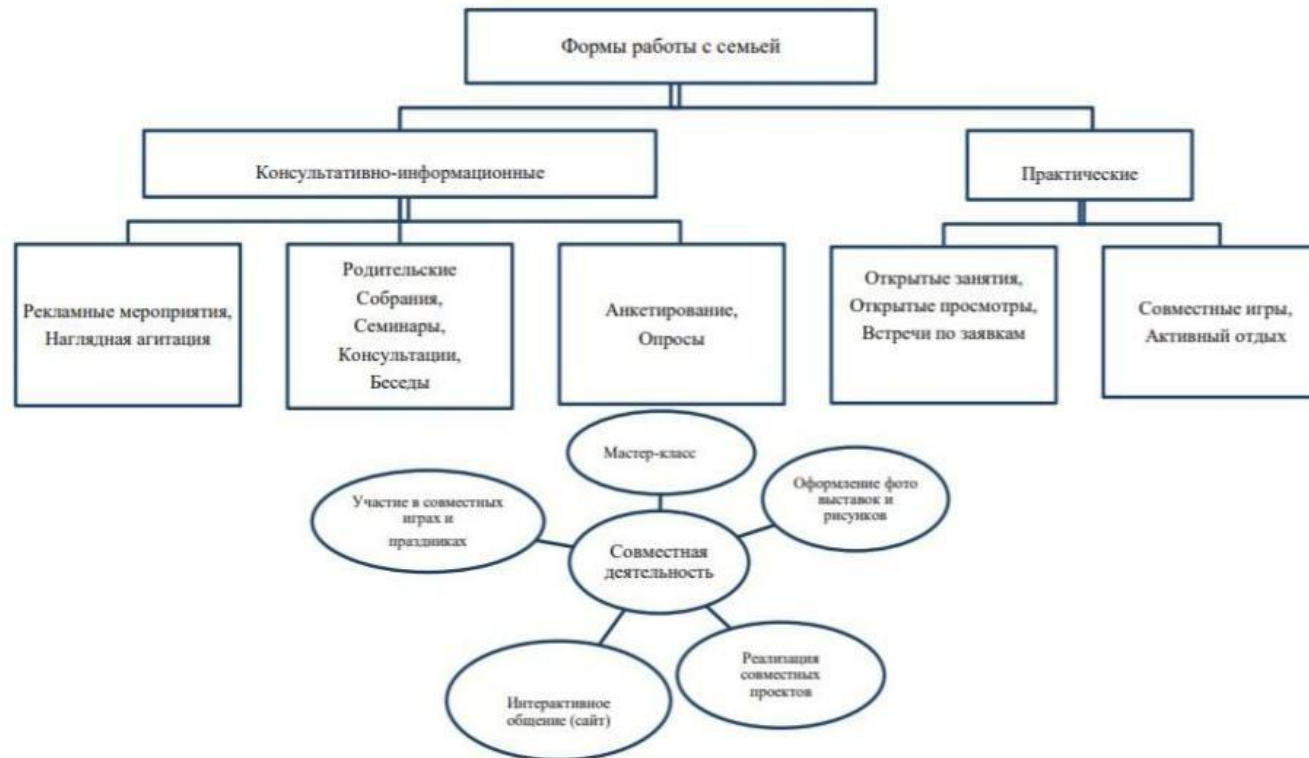 Формы работы с семьей
Консультативно-информационные
Практические
Рекламные мероприятия,
Наглядная агитация
Родительские
Собрания,
Семинары,
Консультации,
Беседы
Анкетирование,
Опросы
Открытые занятия,
Открытые просмотры,
Встречи по заявкам
Совместные игры,
Активный отдых
Мастер-класс
Участие в совместных
играх и
праздниках
Оформление фото
выставок и
рисунков
Совместная
деятельность
Интерактивное
общение (сайт)
Реализация
совместных
проектов